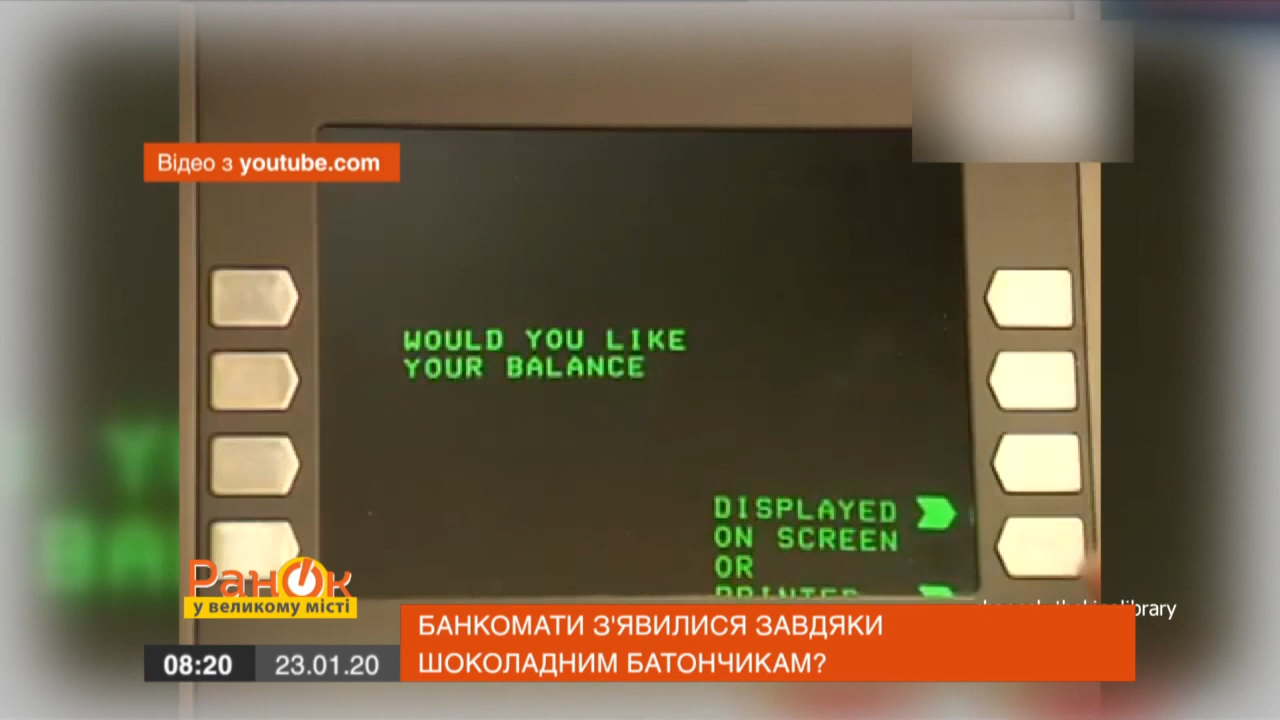 Відео з youtube.com
WOULD YOU LIKE
YOUR BALANCE
DISPLAYED
ON SCREEN
OR
PRINTED
Ранок
у великому місті
БАНКОМАТИ З'ЯВИЛИСЯ ЗАВДЯКИ
ШОКОЛАДНИМ БАТОНЧИКАМ?
08:20 23.01.20